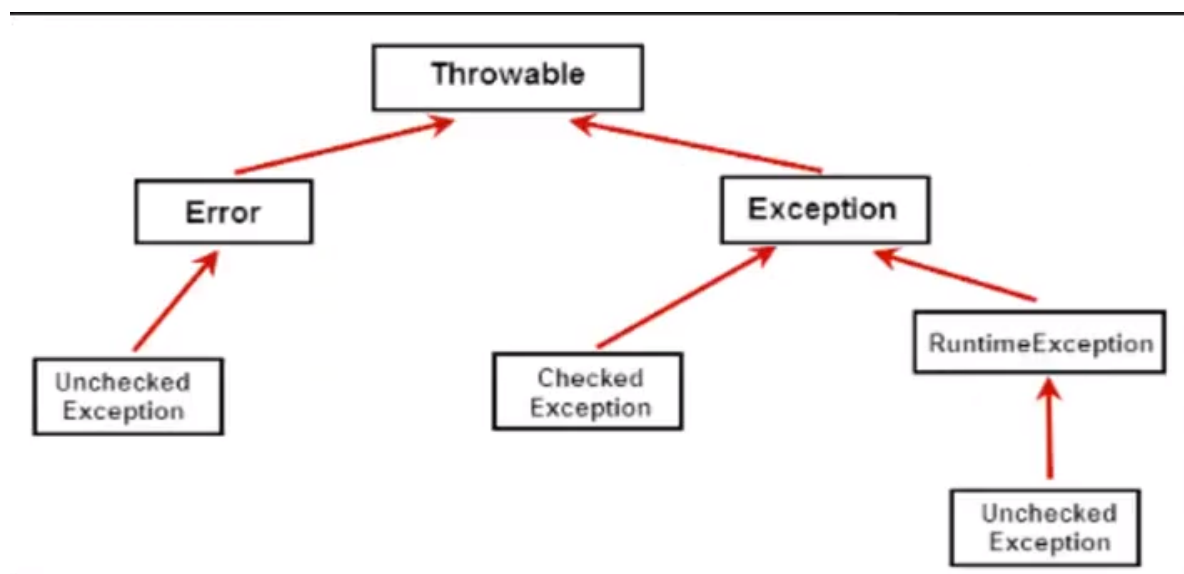 Throwable
Error
Exception
Unchecked
Exception
Checked
Exception
RuntimeException
Unchecked
Exception